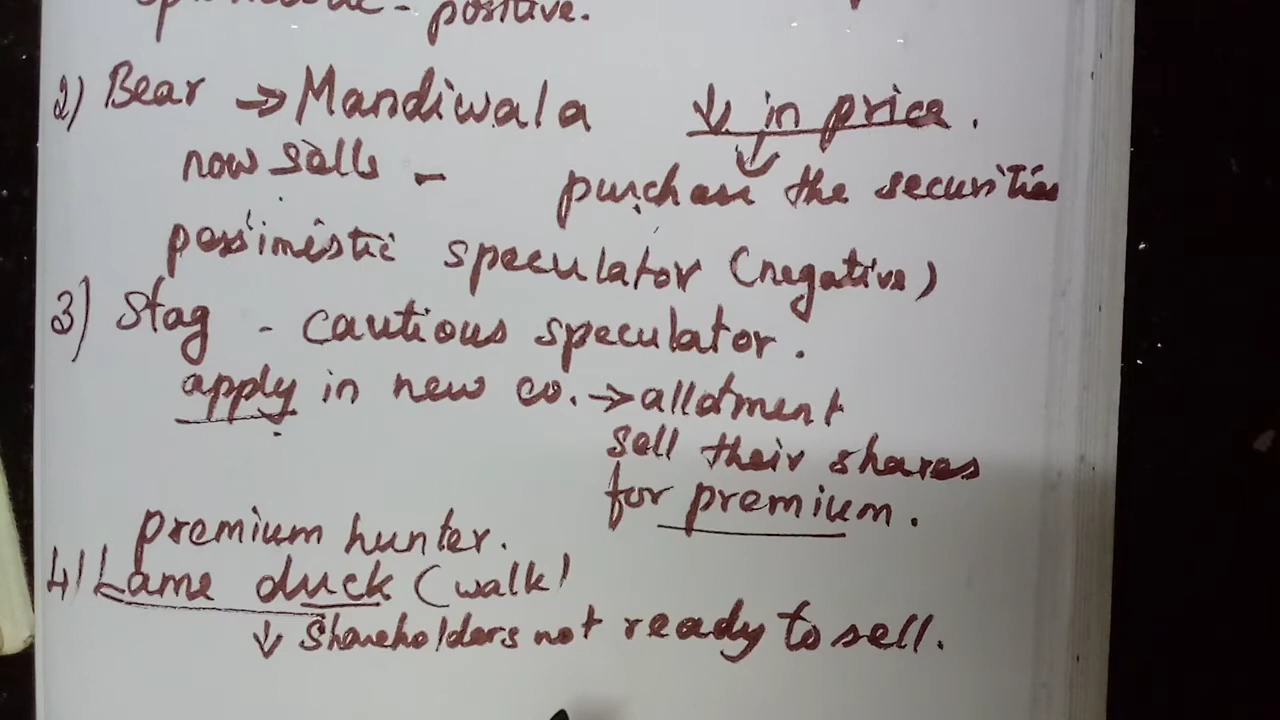 - positive.
2) Bear → Mandiwala ↓ in price.
now sells - ↓ purchase the securities
pessimistic speculator (negative)
3) Stag - cautious speculator.
apply in new co. → allotment
sell their shares
for premium.
premium hunter.
4) Lame duck (walk)
↓ Shareholders not ready to sell.